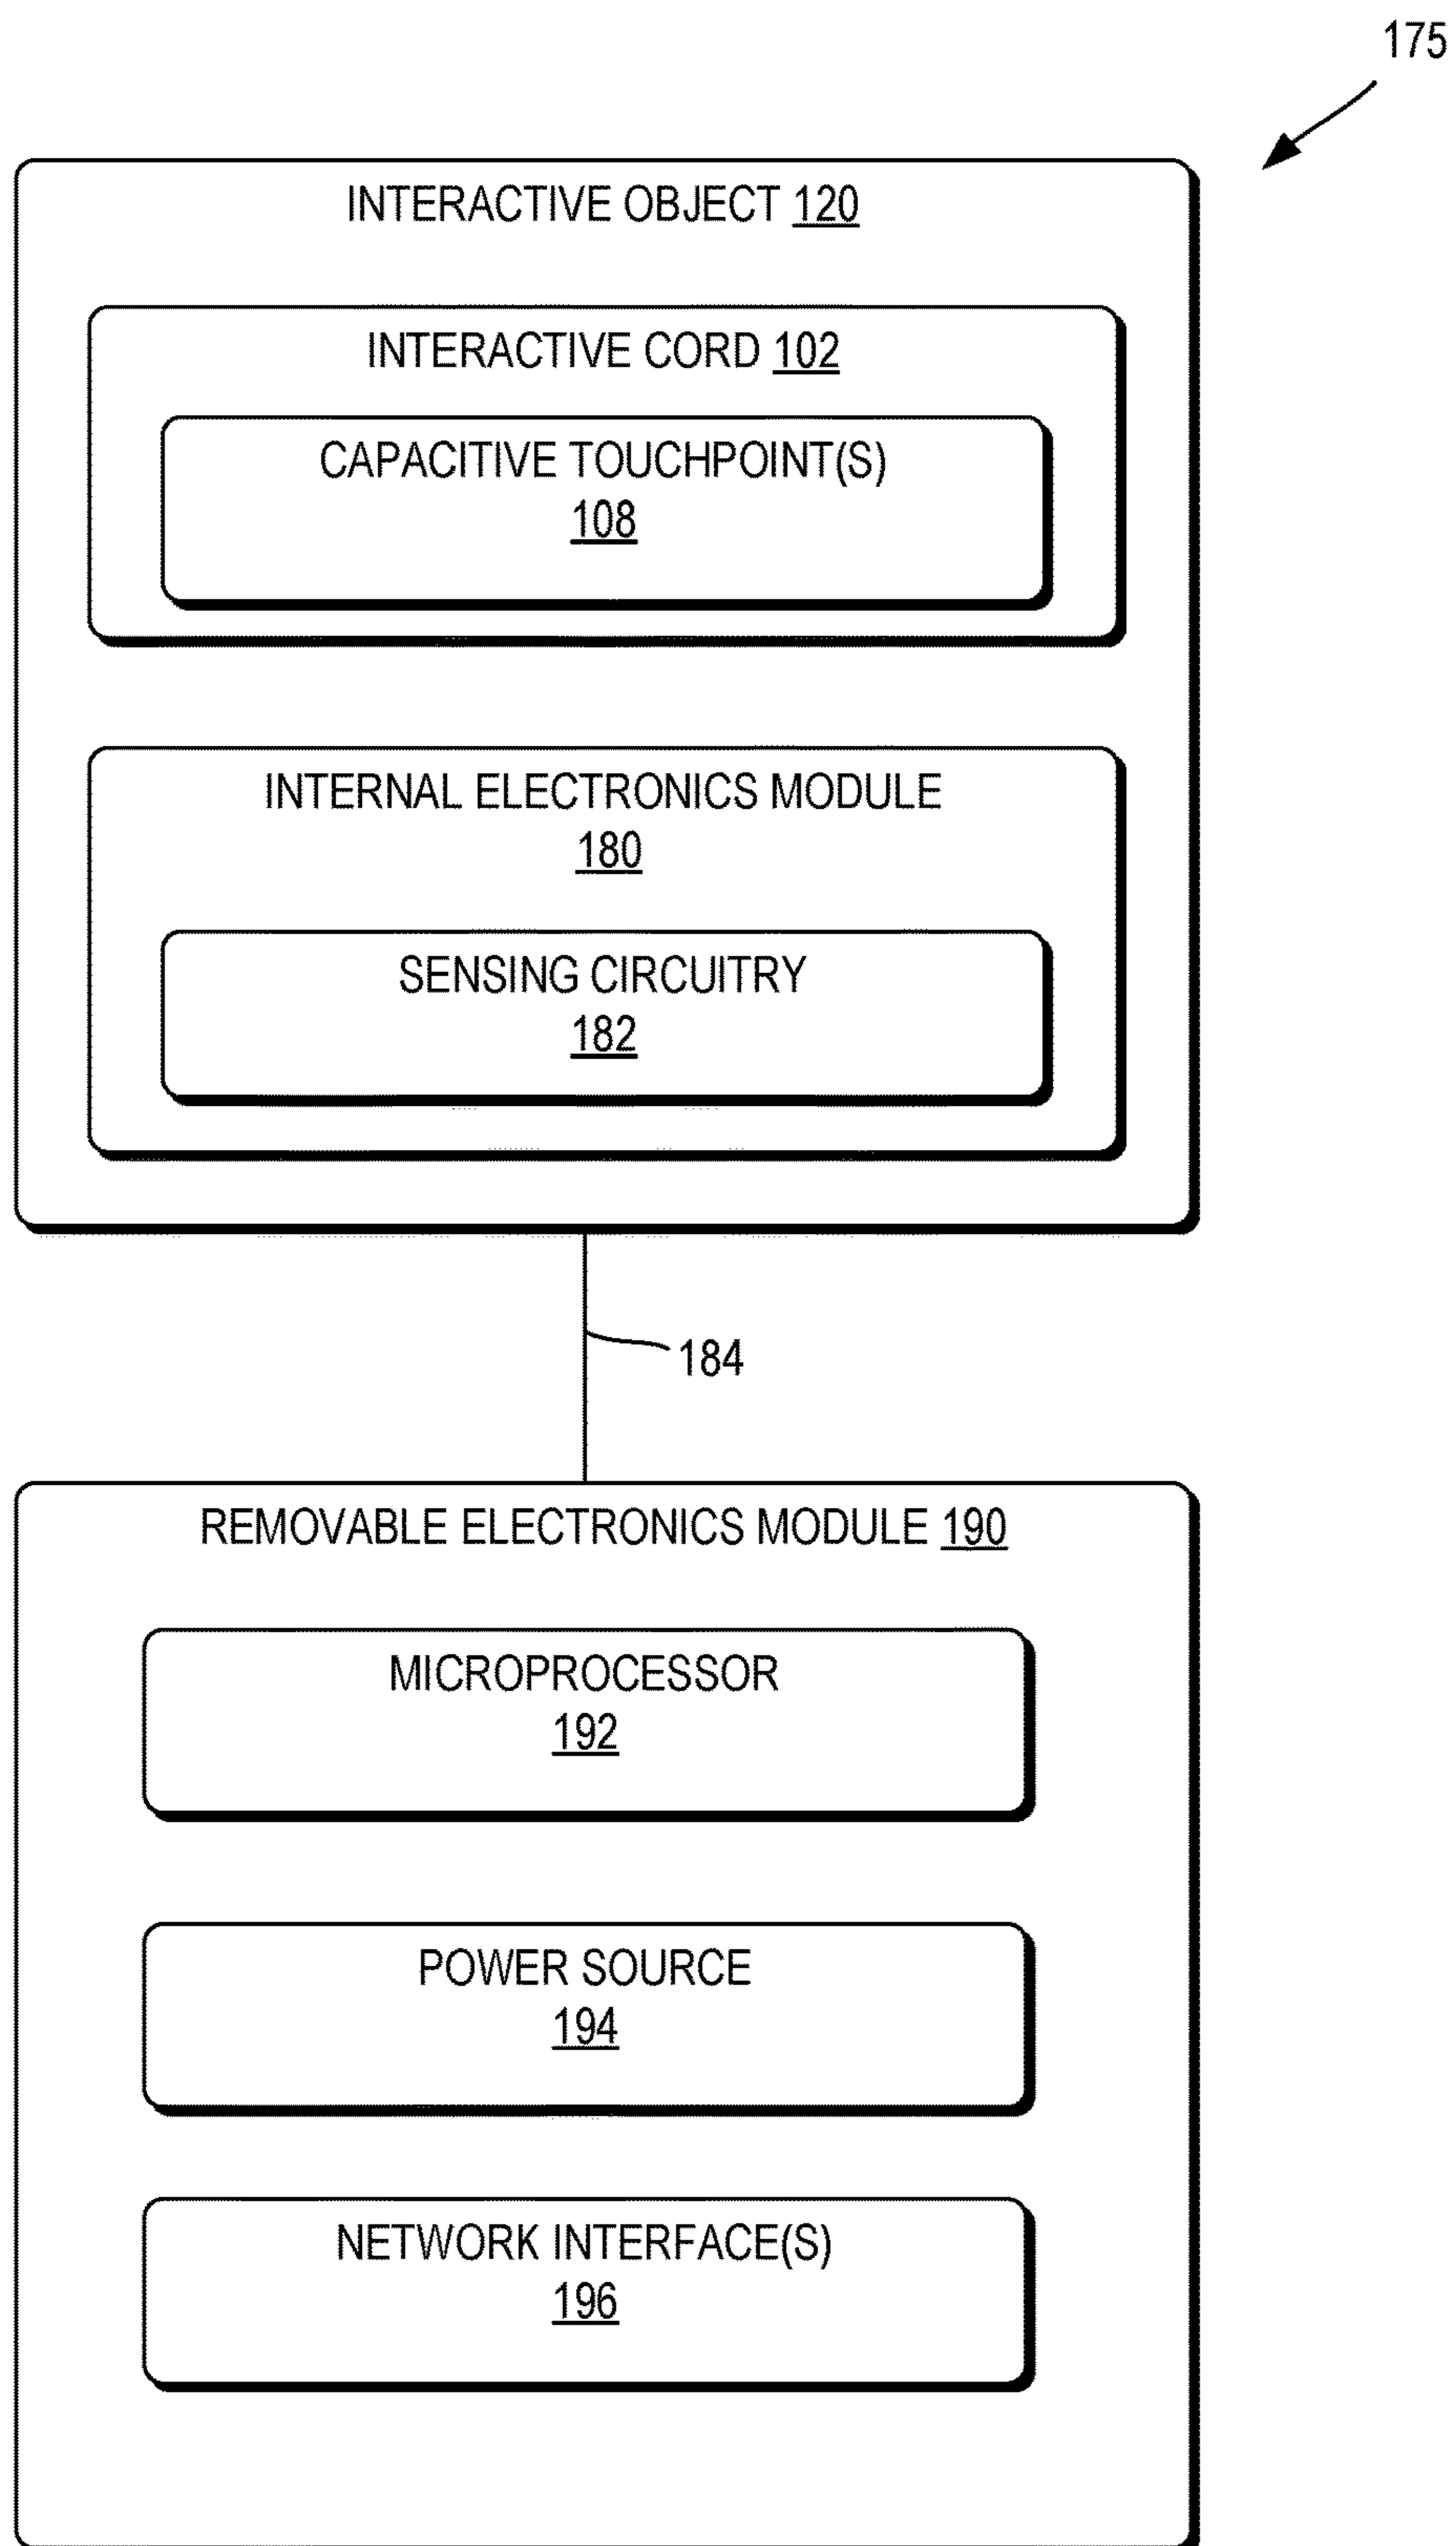 175
INTERACTIVE OBJECT 120
INTERACTIVE CORD 102
CAPACITIVE TOUCHPOINT(S)
108
INTERNAL ELECTRONICS MODULE
180
SENSING CIRCUITRY
182
184
REMOVABLE ELECTRONICS MODULE 190
MICROPROCESSOR
192
POWER SOURCE
194
NETWORK INTERFACE(S)
196